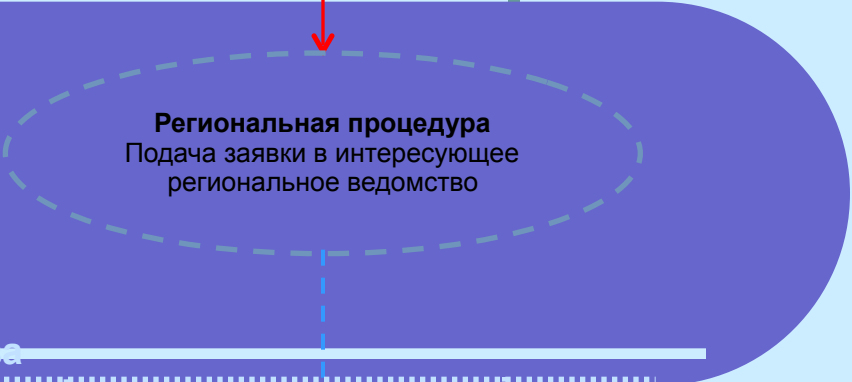 Региональная процедура
Подача заявки в интересующее
региональное ведомство